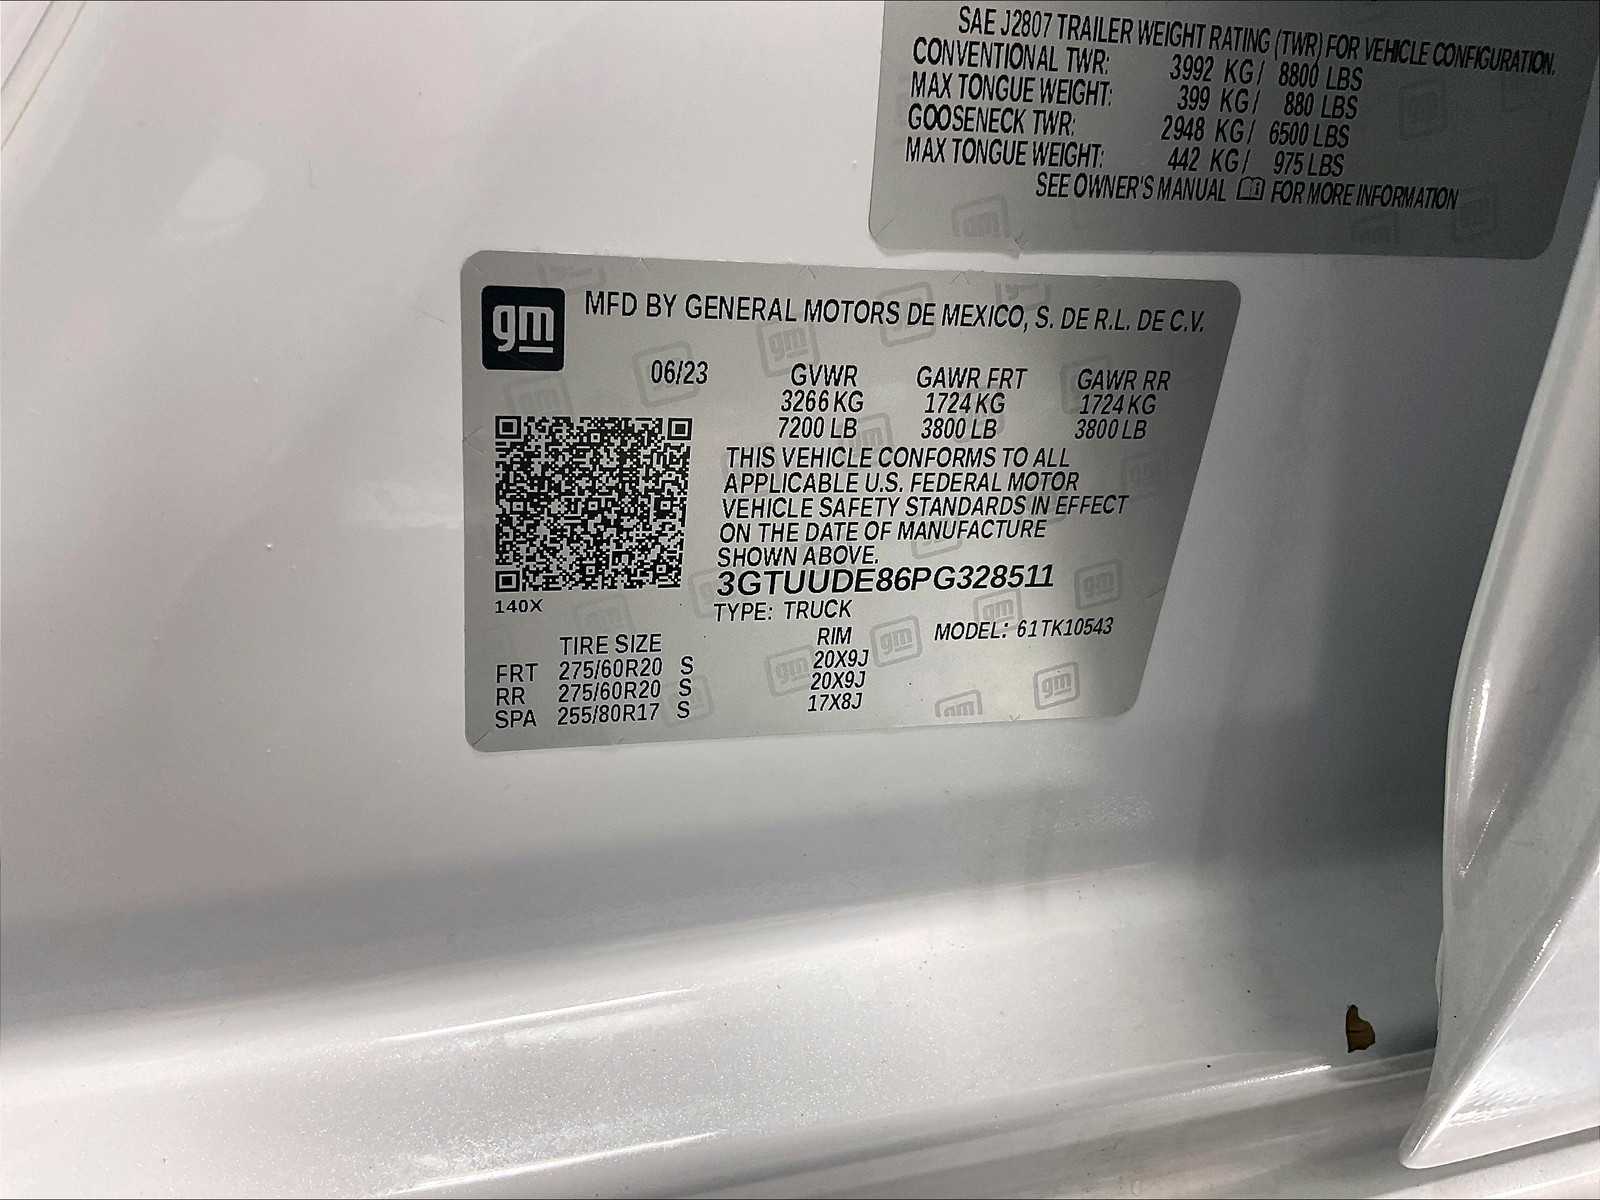 SAE J2807 TRAILER WEIGHT RATING (TWR) FOR VEHICLE CONFIGURATION.
CONVENTIONAL TWR: 3992 KG/ 8800 LBS
MAX TONGUE WEIGHT: 399 KG/ 880 LBS
GOOSENECK TWR: 2948 KG/ 6500 LBS
MAX TONGUE WEIGHT: 442 KG/ 975 LBS
SEE OWNER'S MANUAL FOR MORE INFORMATION
gm
MFD BY GENERAL MOTORS DE MEXICO, S. DE R.L. DE C.V.
06/23 GVWR GAWR FRT GAWR RR
3266 KG 1724 KG 1724 KG
7200 LB 3800 LB 3800 LB
THIS VEHICLE CONFORMS TO ALL
APPLICABLE U.S. FEDERAL MOTOR
VEHICLE SAFETY STANDARDS IN EFFECT
ON THE DATE OF MANUFACTURE
SHOWN ABOVE.
3GTUUDE86PG328511
140X
TYPE: TRUCK
MODEL: 61TK10543
TIRE SIZE RIM
FRT 275/60R20 S 20X9J
RR 275/60R20 S 20X9J
SPA 255/80R17 S 17X8J